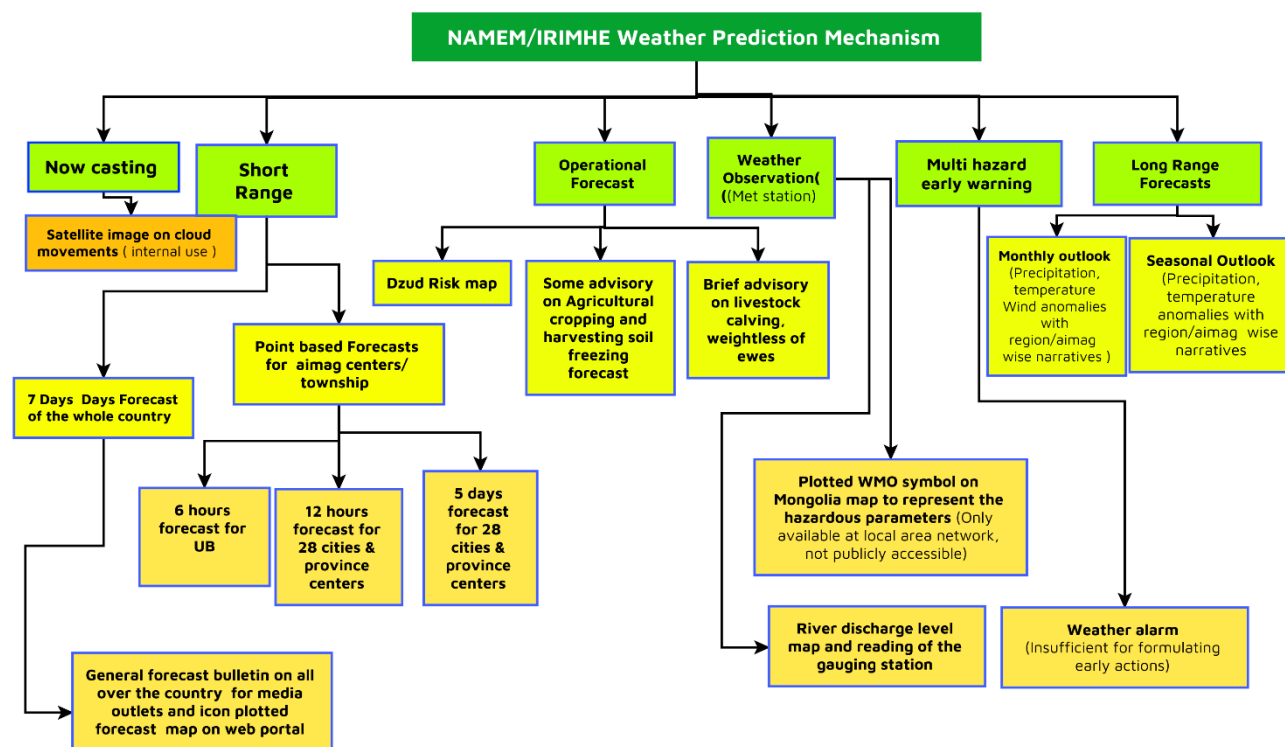 NAMEM/IRIMHE Weather Prediction Mechanism
Now casting
Short
Range
Operational
Forecast
Weather
Observation(
((Met station)
Multi hazard
early warning
Long Range
Forecasts
Satellite image on cloud
movements ( internal use )
Dzud Risk map
Some advisory
on Agricultural
cropping and
harvesting soil
freezing
forecast
Brief advisory
on livestock
calving,
weightless of
ewes
Monthly outlook
(Precipitation,
temperature
Wind anomalies
with
region/aimag
wise narratives )
Seasonal Outlook
(Precipitation,
temperature
anomalies with
region/aimag  wise
narratives
Point based Forecasts
for  aimag centers/
township
7 Days  Days Forecast
of the whole country
6 hours
forecast for
UB
12 hours
forecast for
28 cities &
province
centers
5 days
forecast
for 28
cities &
province
centers
Plotted WMO symbol on
Mongolia map to represent the
hazardous parameters (Only
available at local area network,
not publicly accessible)
River discharge level
map and reading of the
gauging station
Weather alarm
(Insufficient for formulating
early actions)
General forecast bulletin on all
over the country  for media
outlets and icon plotted
forecast  map on web portal